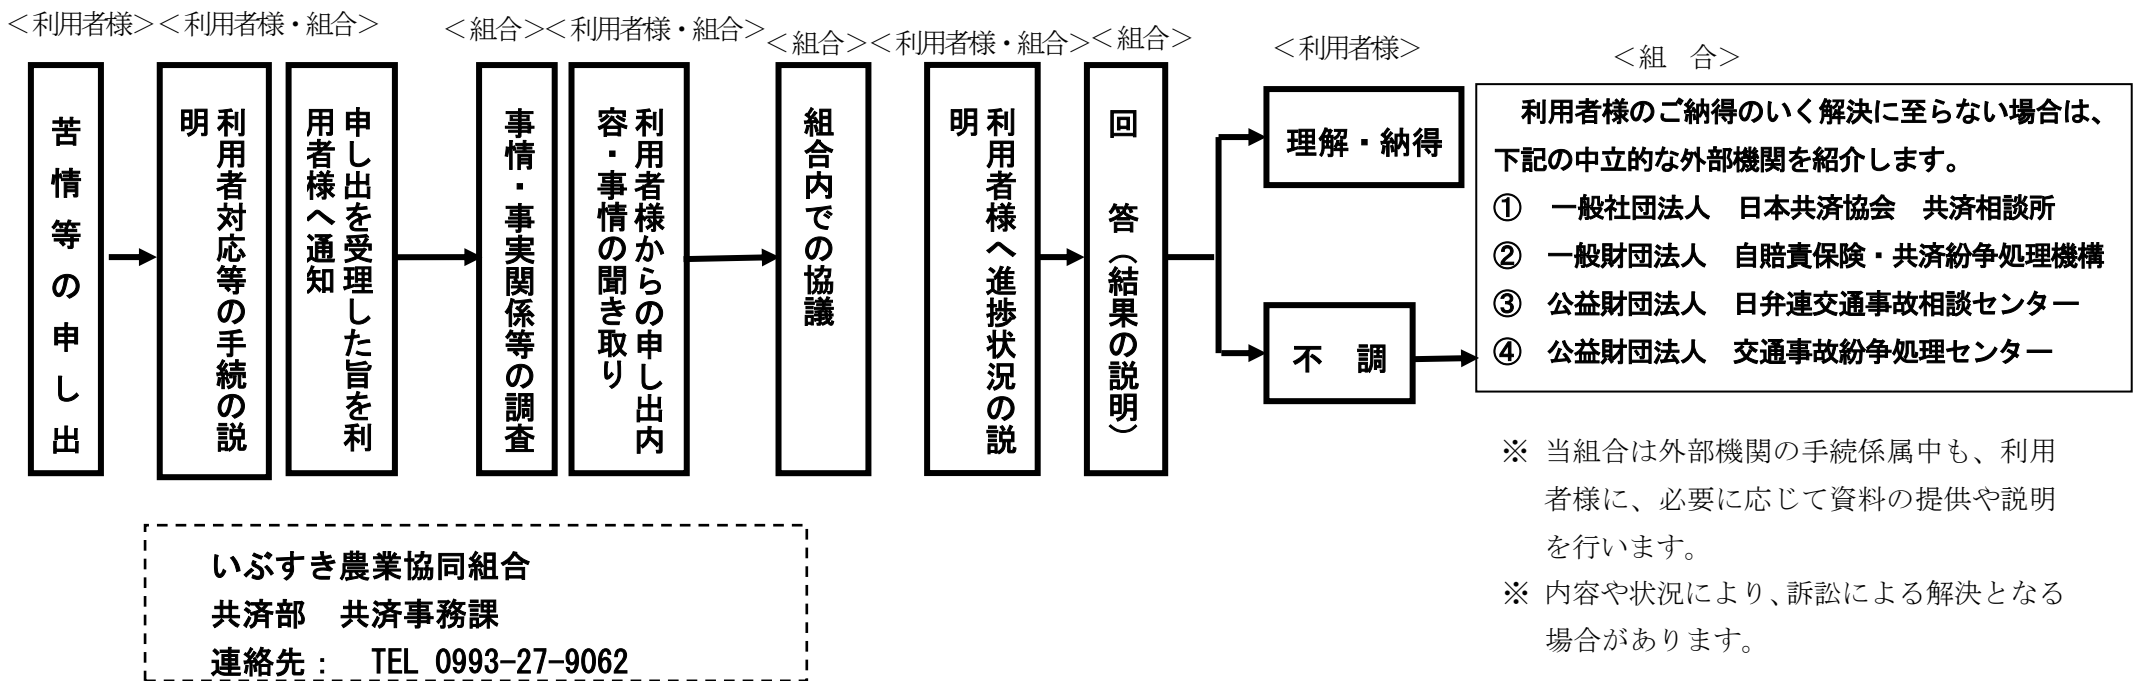 ＜利用者様＞
＜利用者様・組合＞
＜組合＞
＜利用者様・組合＞
＜組合＞
＜利用者様・組合＞
＜組合＞
＜利用者様＞
＜組　合＞
苦情等の申し出
利用者対応等の手続の説
明
申し出を受理した旨を利
用者様へ通知
事情・事実関係等の調査
利用者様からの申し出内
容・事情の聞き取り
組合内での協議
利用者様へ進捗状況の説
明
回　答（結果の説明）
理解・納得
不　調
利用者様のご納得のいく解決に至らない場合は、
下記の中立的な外部機関を紹介します。
①　一般社団法人　日本共済協会　共済相談所
②　一般財団法人　自賠責保険・共済紛争処理機構
③　公益財団法人　日弁連交通事故相談センター
④　公益財団法人　交通事故紛争処理センター
※ 当組合は外部機関の手続係属中も、利用
者様に、必要に応じて資料の提供や説明
を行います。
※ 内容や状況により、訴訟による解決となる
場合があります。
いぶすき農業協同組合
共済部　共済事務課
連絡先：　TEL 0993-27-9062